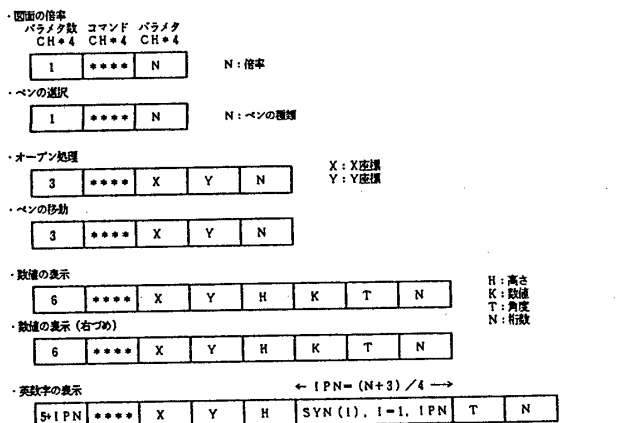 ・図面の倍率
パラメタ数 コマンド パラメタ
CH*4 CH*4 CH*4
1 **** N N:倍率
・ペンの選択
1 **** N N:ペンの種類
・オープン処理
3 **** X Y N X:X座標
Y:Y座標
・ペンの移動
3 **** X Y N
・数値の表示
6 **** X Y H K T N H:高さ
K:数値
T:角度
N:桁数
・数値の表示(右づめ)
6 **** X Y H K T N
・英数字の表示 ← IPN=(N+3)/4 →
5+IPN **** X Y H SYN(I), I=1, IPN T N